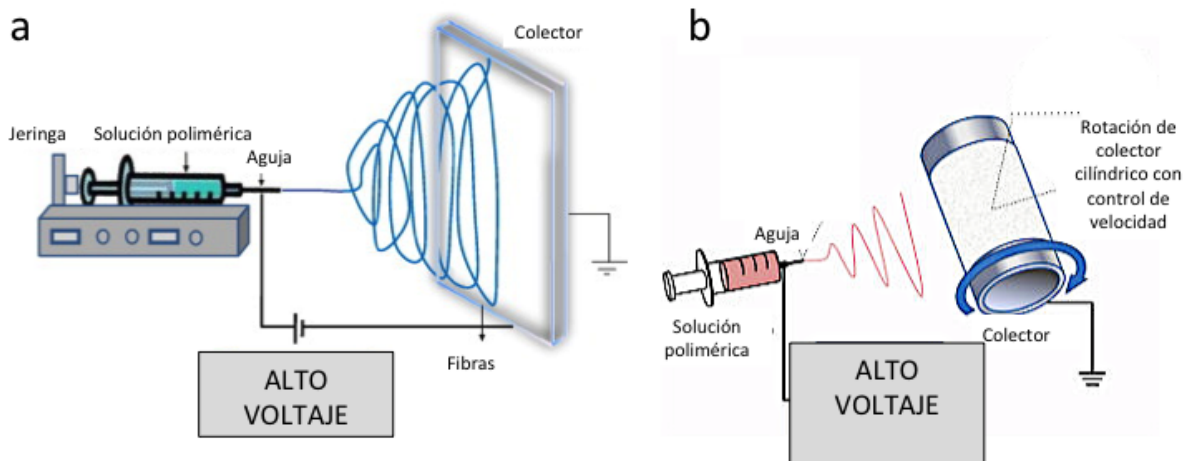 a
Colector
Jeringa
Solución polimérica
Aguja
Fibras
ALTO
VOLTAJE
b
Rotación de
colector
cilíndrico con
control de
velocidad
Aguja
Solución
polimérica
Colector
ALTO
VOLTAJE